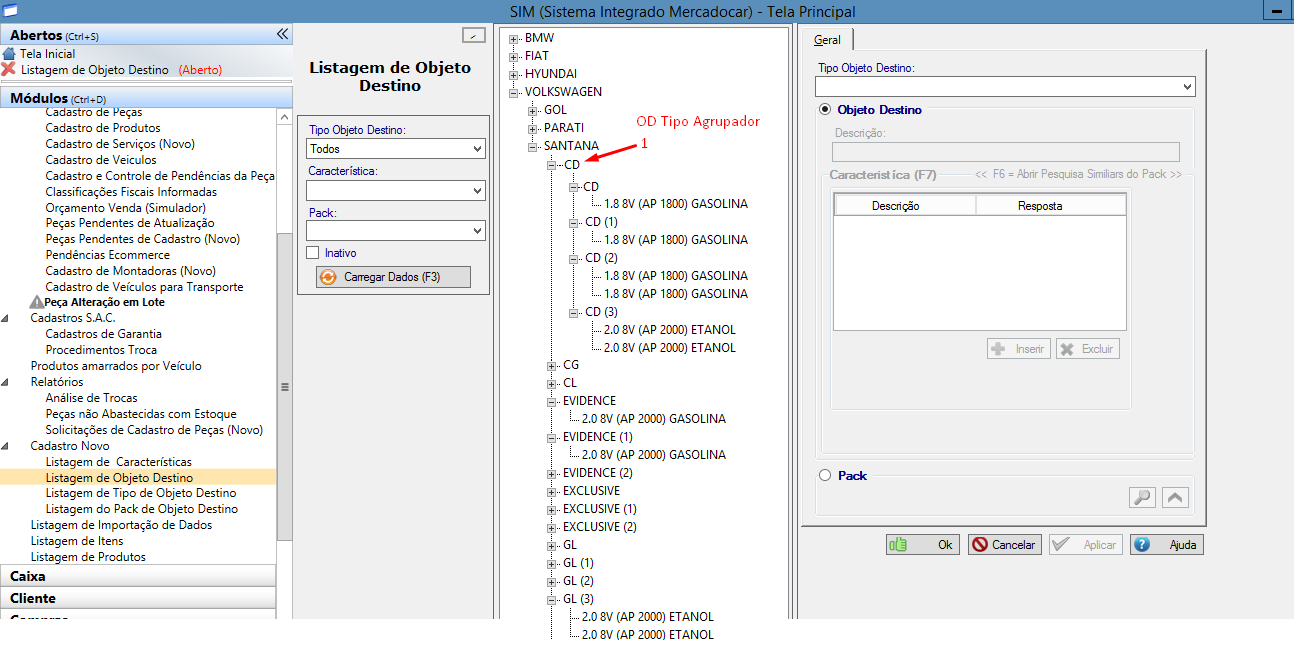 SIM (Sistema Integrado Mercadocar) - Tela Principal
Abertos (Ctrl+S)
Tela Inicial
Listagem de Objeto Destino (Aberto)
Módulos (Ctrl+D)
Cadastro de Peças
Cadastro de Produtos
Cadastro de Serviços (Novo)
Cadastro de Veiculos
Cadastro e Controle de Pendências da Peça
Classificações Fiscais Informadas
Orçamento Venda (Simulador)
Peças Pendentes de Atualização
Peças Pendentes de Cadastro (Novo)
Pendências Ecommerce
Cadastro de Montadoras (Novo)
Cadastro de Veículos para Transporte
Peça Alteração em Lote
Cadastros S.A.C.
Cadastros de Garantia
Procedimentos Troca
Produtos amarrados por Veículo
Relatórios
Análise de Trocas
Peças não Abastecidas com Estoque
Solicitações de Cadastro de Peças (Novo)
Cadastro Novo
Listagem de Características
Listagem de Objeto Destino
Listagem de Tipo de Objeto Destino
Listagem do Pack de Objeto Destino
Listagem de Importação de Dados
Listagem de Itens
Listagem de Produtos
Caixa
Cliente
Listagem de Objeto
Destino
Tipo Objeto Destino:
Todos
Característica:
Pack:
Inativo
Carregar Dados (F3)
BMW
FIAT
HYUNDAI
VOLKSWAGEN
GOL
PARATI
SANTANA
CD
CD
1.8 8V (AP 1800) GASOLINA
CD (1)
1.8 8V (AP 1800) GASOLINA
CD (2)
1.8 8V (AP 1800) GASOLINA
1.8 8V (AP 1800) GASOLINA
CD (3)
2.0 8V (AP 2000) ETANOL
2.0 8V (AP 2000) ETANOL
CG
CL
EVIDENCE
2.0 8V (AP 2000) GASOLINA
EVIDENCE (1)
2.0 8V (AP 2000) GASOLINA
EVIDENCE (2)
EXCLUSIVE
EXCLUSIVE (1)
EXCLUSIVE (2)
GL
GL (1)
GL (2)
GL (3)
2.0 8V (AP 2000) ETANOL
2.0 8V (AP 2000) ETANOL
OD Tipo Agrupador
1
Geral
Tipo Objeto Destino:
Objeto Destino
Descrição:
Caracteristica (F7)
<< F6 = Abrir Pesquisa Similiars do Pack >>
Descrição Resposta
Inserir Excluir
Pack
Ok Cancelar Aplicar Ajuda